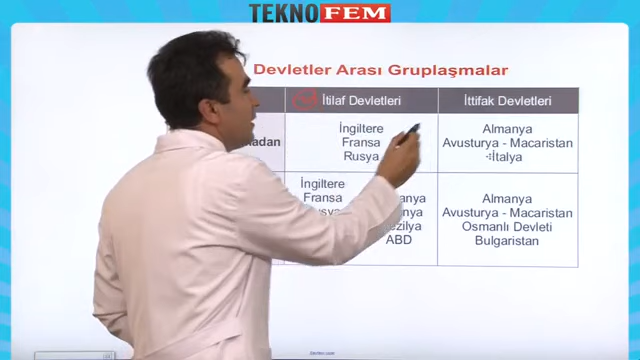 TEKNOFEM
Devletler Arası Gruplaşmalar
İtilaf Devletleri
İttifak Devletleri
İngiltere
Fransa
Rusya
Almanya
Avusturya - Macaristan
İtalya
İngiltere
Fransa
ABD
Almanya
Avusturya - Macaristan
Osmanlı Devleti
Bulgaristan